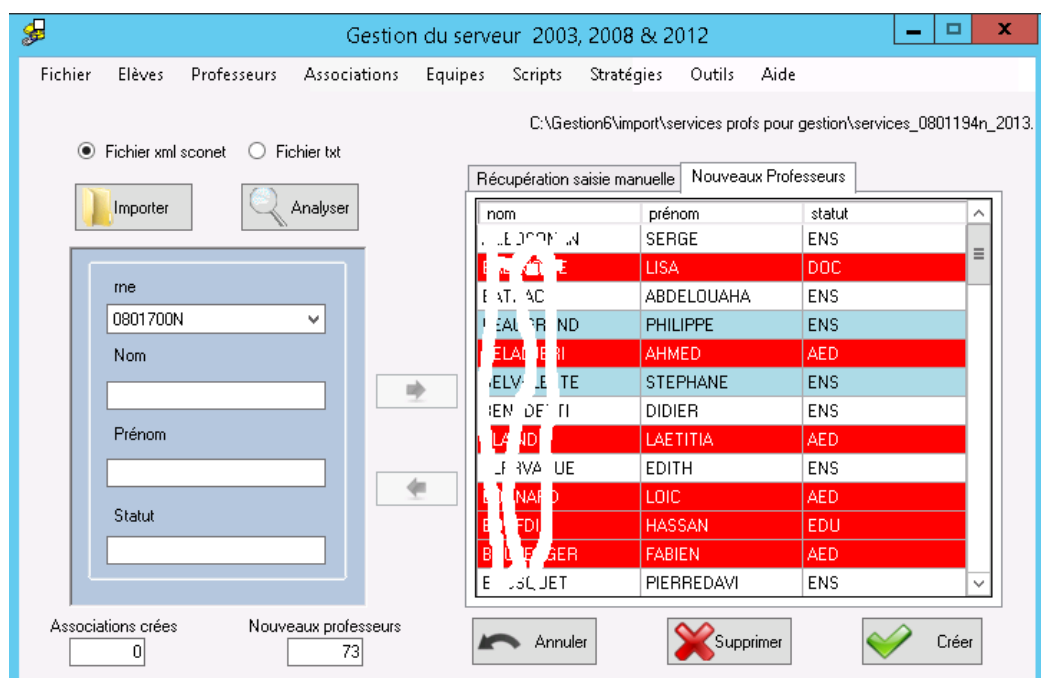 Gestion du serveur 2003, 2008 & 2012
Fichier Elèves Professeurs Associations Equipes Scripts Stratégies Outils Aide
C:\Gestion6\import\services profs pour gestion\services_0801194n_2013.
Fichier xml sconet Fichier txt
Importer Analyser
Récupération saisie manuelle Nouveaux Professeurs
nom prénom statut
SERGE ENS
LISA DOC
ABDELOUAHA ENS
PHILIPPE ENS
AHMED AED
STEPHANE ENS
DIDIER ENS
LAETITIA AED
EDITH ENS
LOIC AED
HASSAN EDU
FABIEN AED
PIERREDAVI ENS
rne
0801700N
Nom
Prénom
Statut
Associations crées Nouveaux professeurs
0 73
Annuler Supprimer Créer